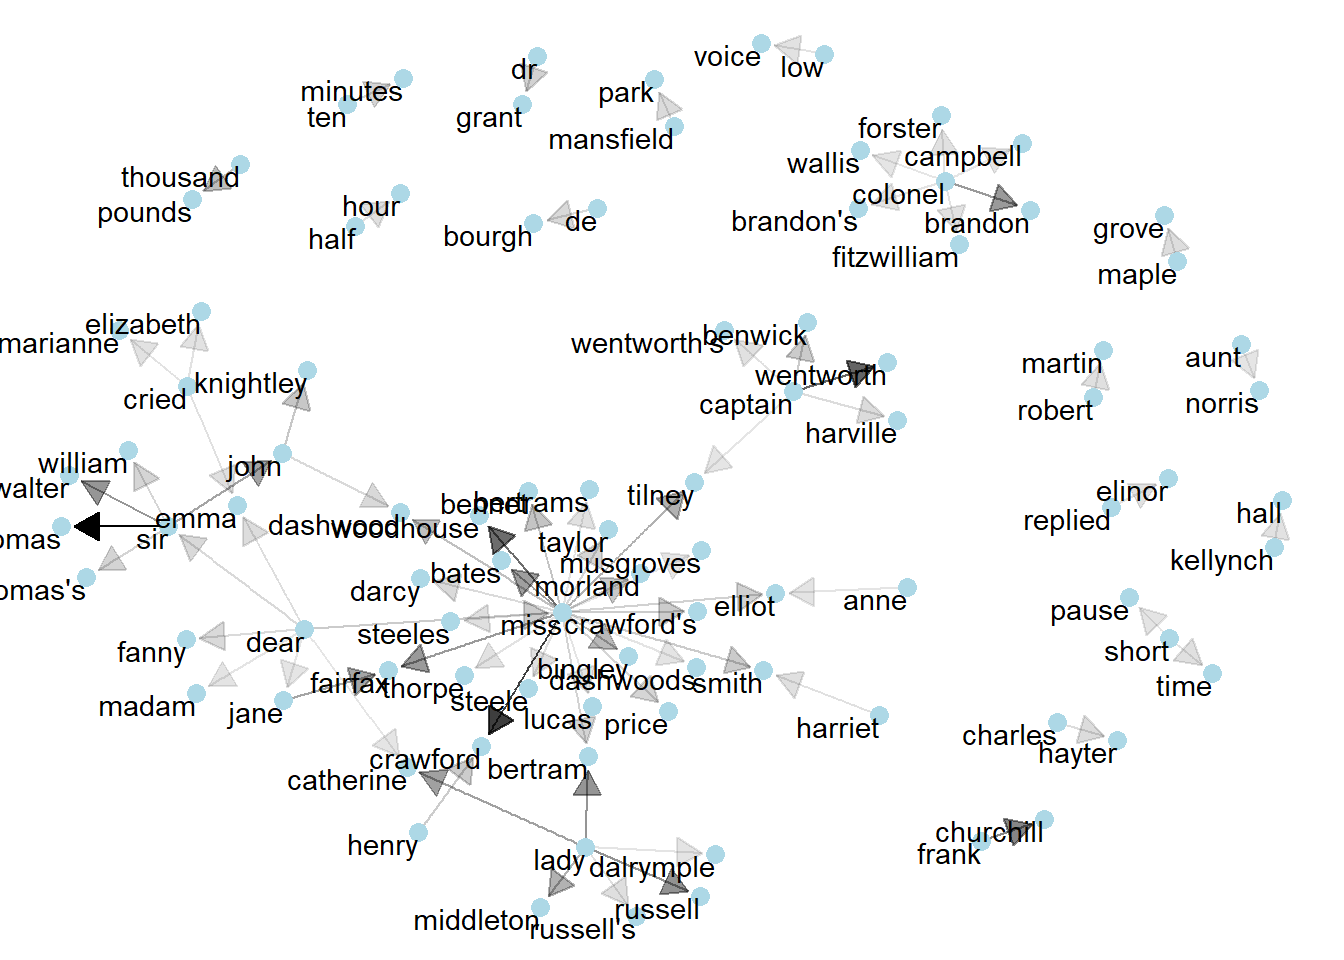 voice
low
dr
minutes
ten
park
grant
mansfield
forster
wallis
campbell
thousand
pounds
colonel
hour
half
bourgh
de
brandon's
brandon
fitzwilliam
grove
maple
elizabeth
marianne
wentworth's
benwick
knightley
cried
wentworth
captain
harville
martin
robert
aunt
norris
william
walter
john
tilney
emma
sir
omas
dashwood
woodhouse
bennet
bertrams
taylor
musgroves
elinor
replied
hall
kellynch
omas's
darcy
bates
morland
elliot
anne
pause
short
time
fanny
dear
steeles
miss
crawford's
madam
jane
fairfax
thorpe
steele
bingley
dashwoods
smith
lucas
price
harriet
charles
hayter
catherine
crawford
bertram
henry
lady
dalrymple
churchill
frank
middleton
russell's
russell